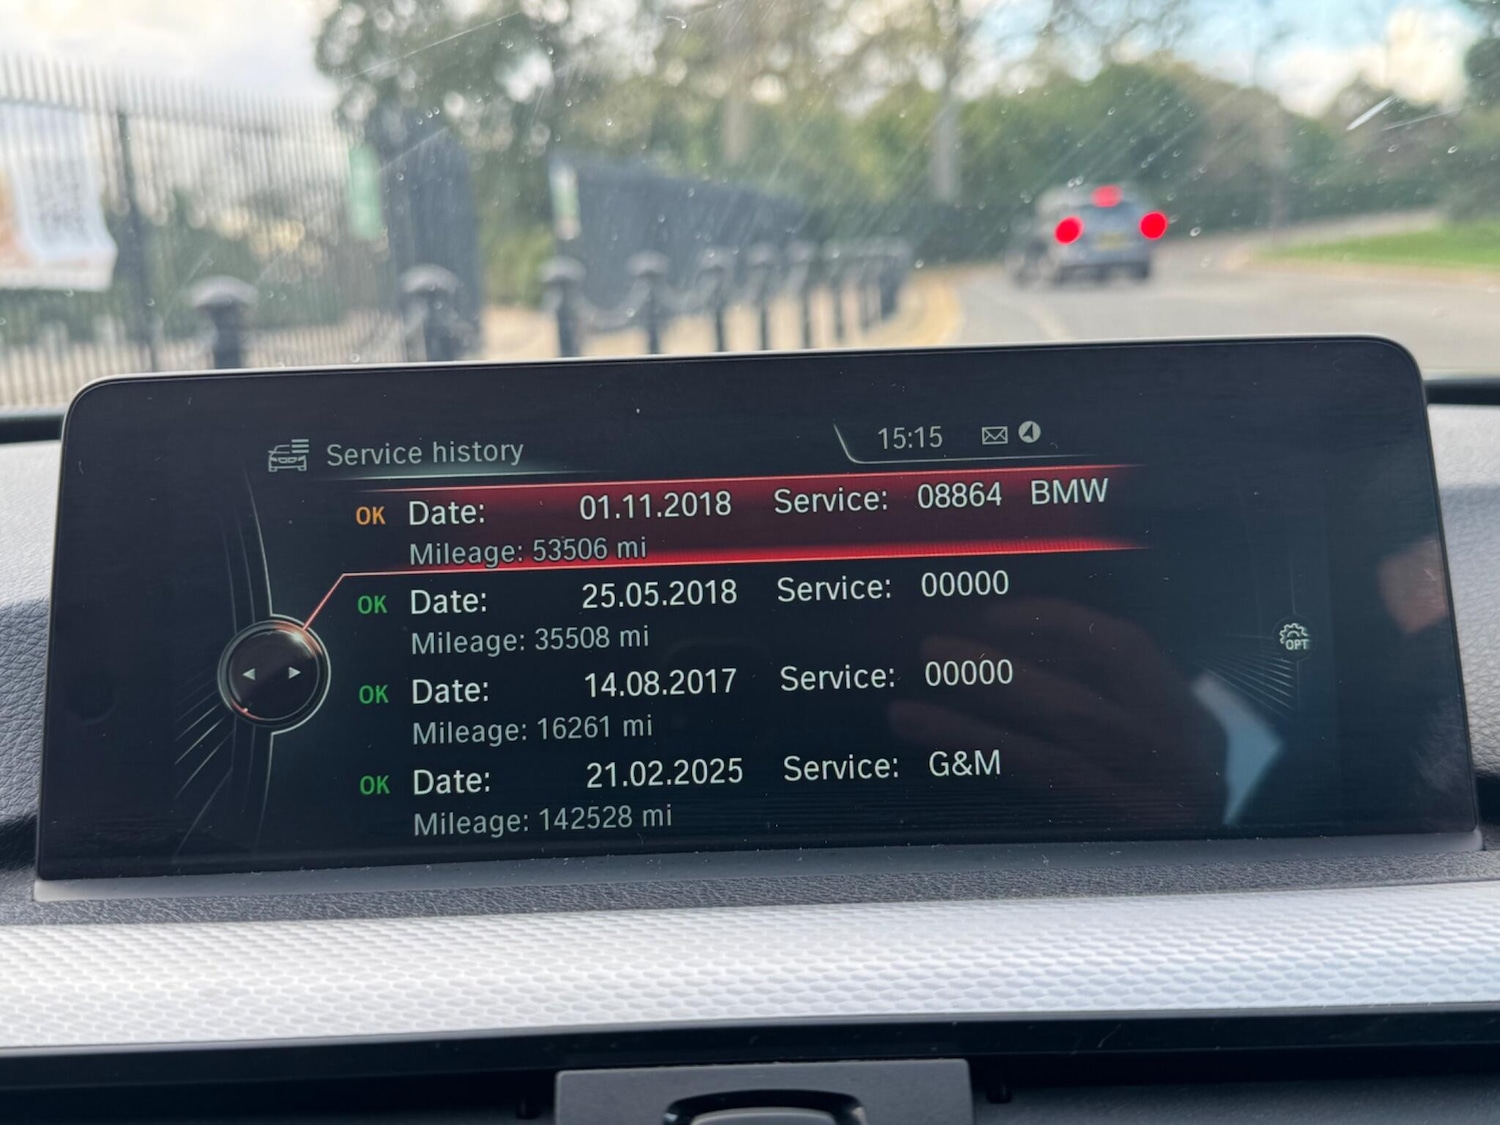 Service history
15:15
OK Date: 01.11.2018 Service: 08864 BMW
Mileage: 53506 mi
OK Date: 25.05.2018 Service: 00000
Mileage: 35508 mi
OK Date: 14.08.2017 Service: 00000
Mileage: 16261 mi
OK Date: 21.02.2025 Service: G&M
Mileage: 142528 mi
OPT